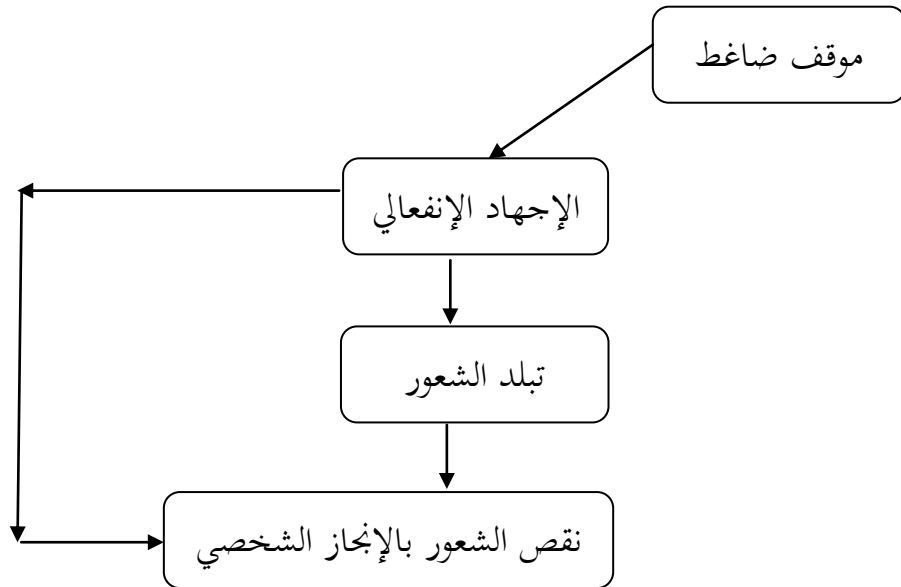 موقف ضاغط
الإجهاد الإنفعالي
تبلد الشعور
نقص الشعور بالإنجاز الشخصي